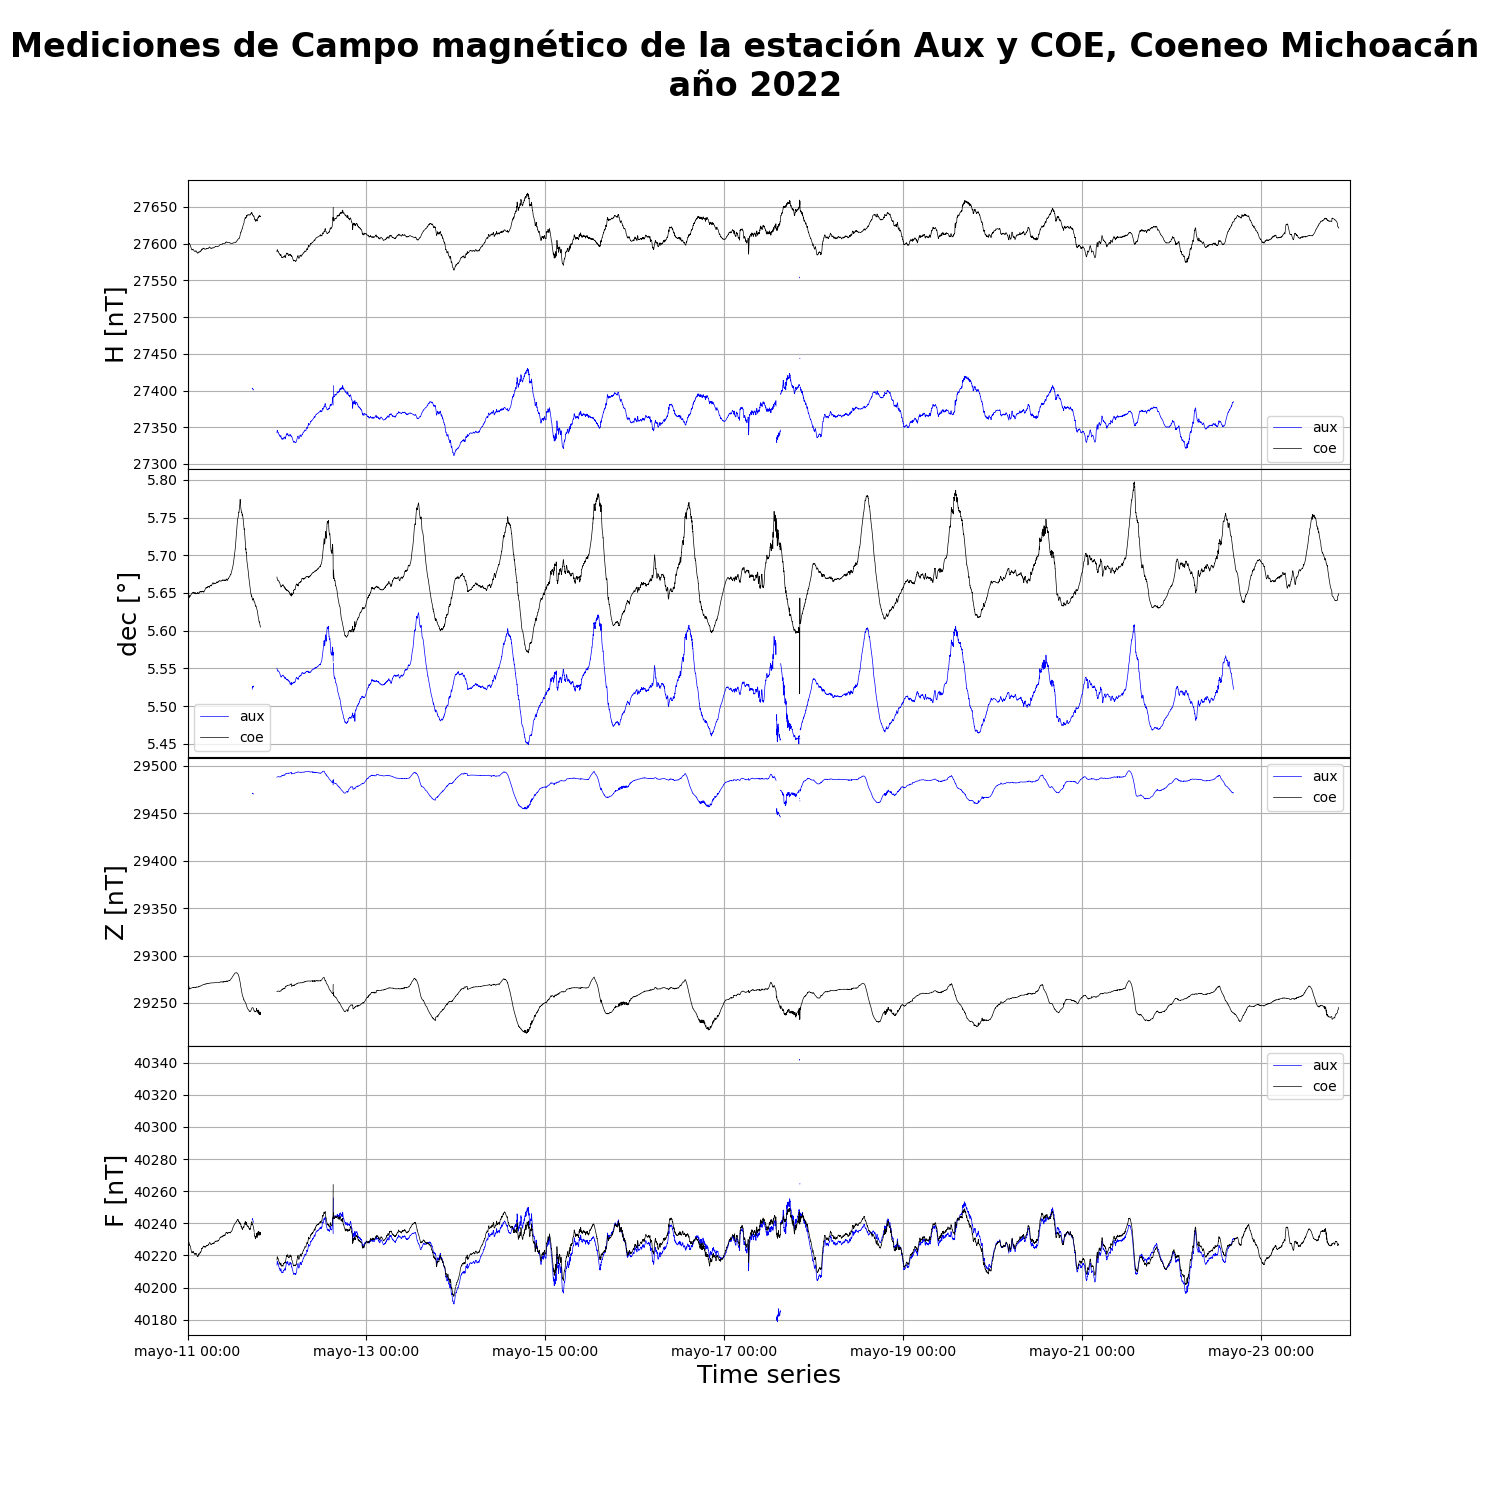 Mediciones de Campo magnético de la estación Aux y COE, Coeneo Michoacán
año 2022
27650
27600
27550
27500
27450
27400
27350
27300
H [nT]
aux
coe
5.80
5.75
5.70
5.65
5.60
5.55
5.50
5.45
dec [°]
aux
coe
29500
29450
29400
29350
29300
29250
Z [nT]
aux
coe
40340
40320
40300
40280
40260
40240
40220
40200
40180
F [nT]
aux
coe
mayo-11 00:00 mayo-13 00:00 mayo-15 00:00 mayo-17 00:00 mayo-19 00:00 mayo-21 00:00 mayo-23 00:00
Time series